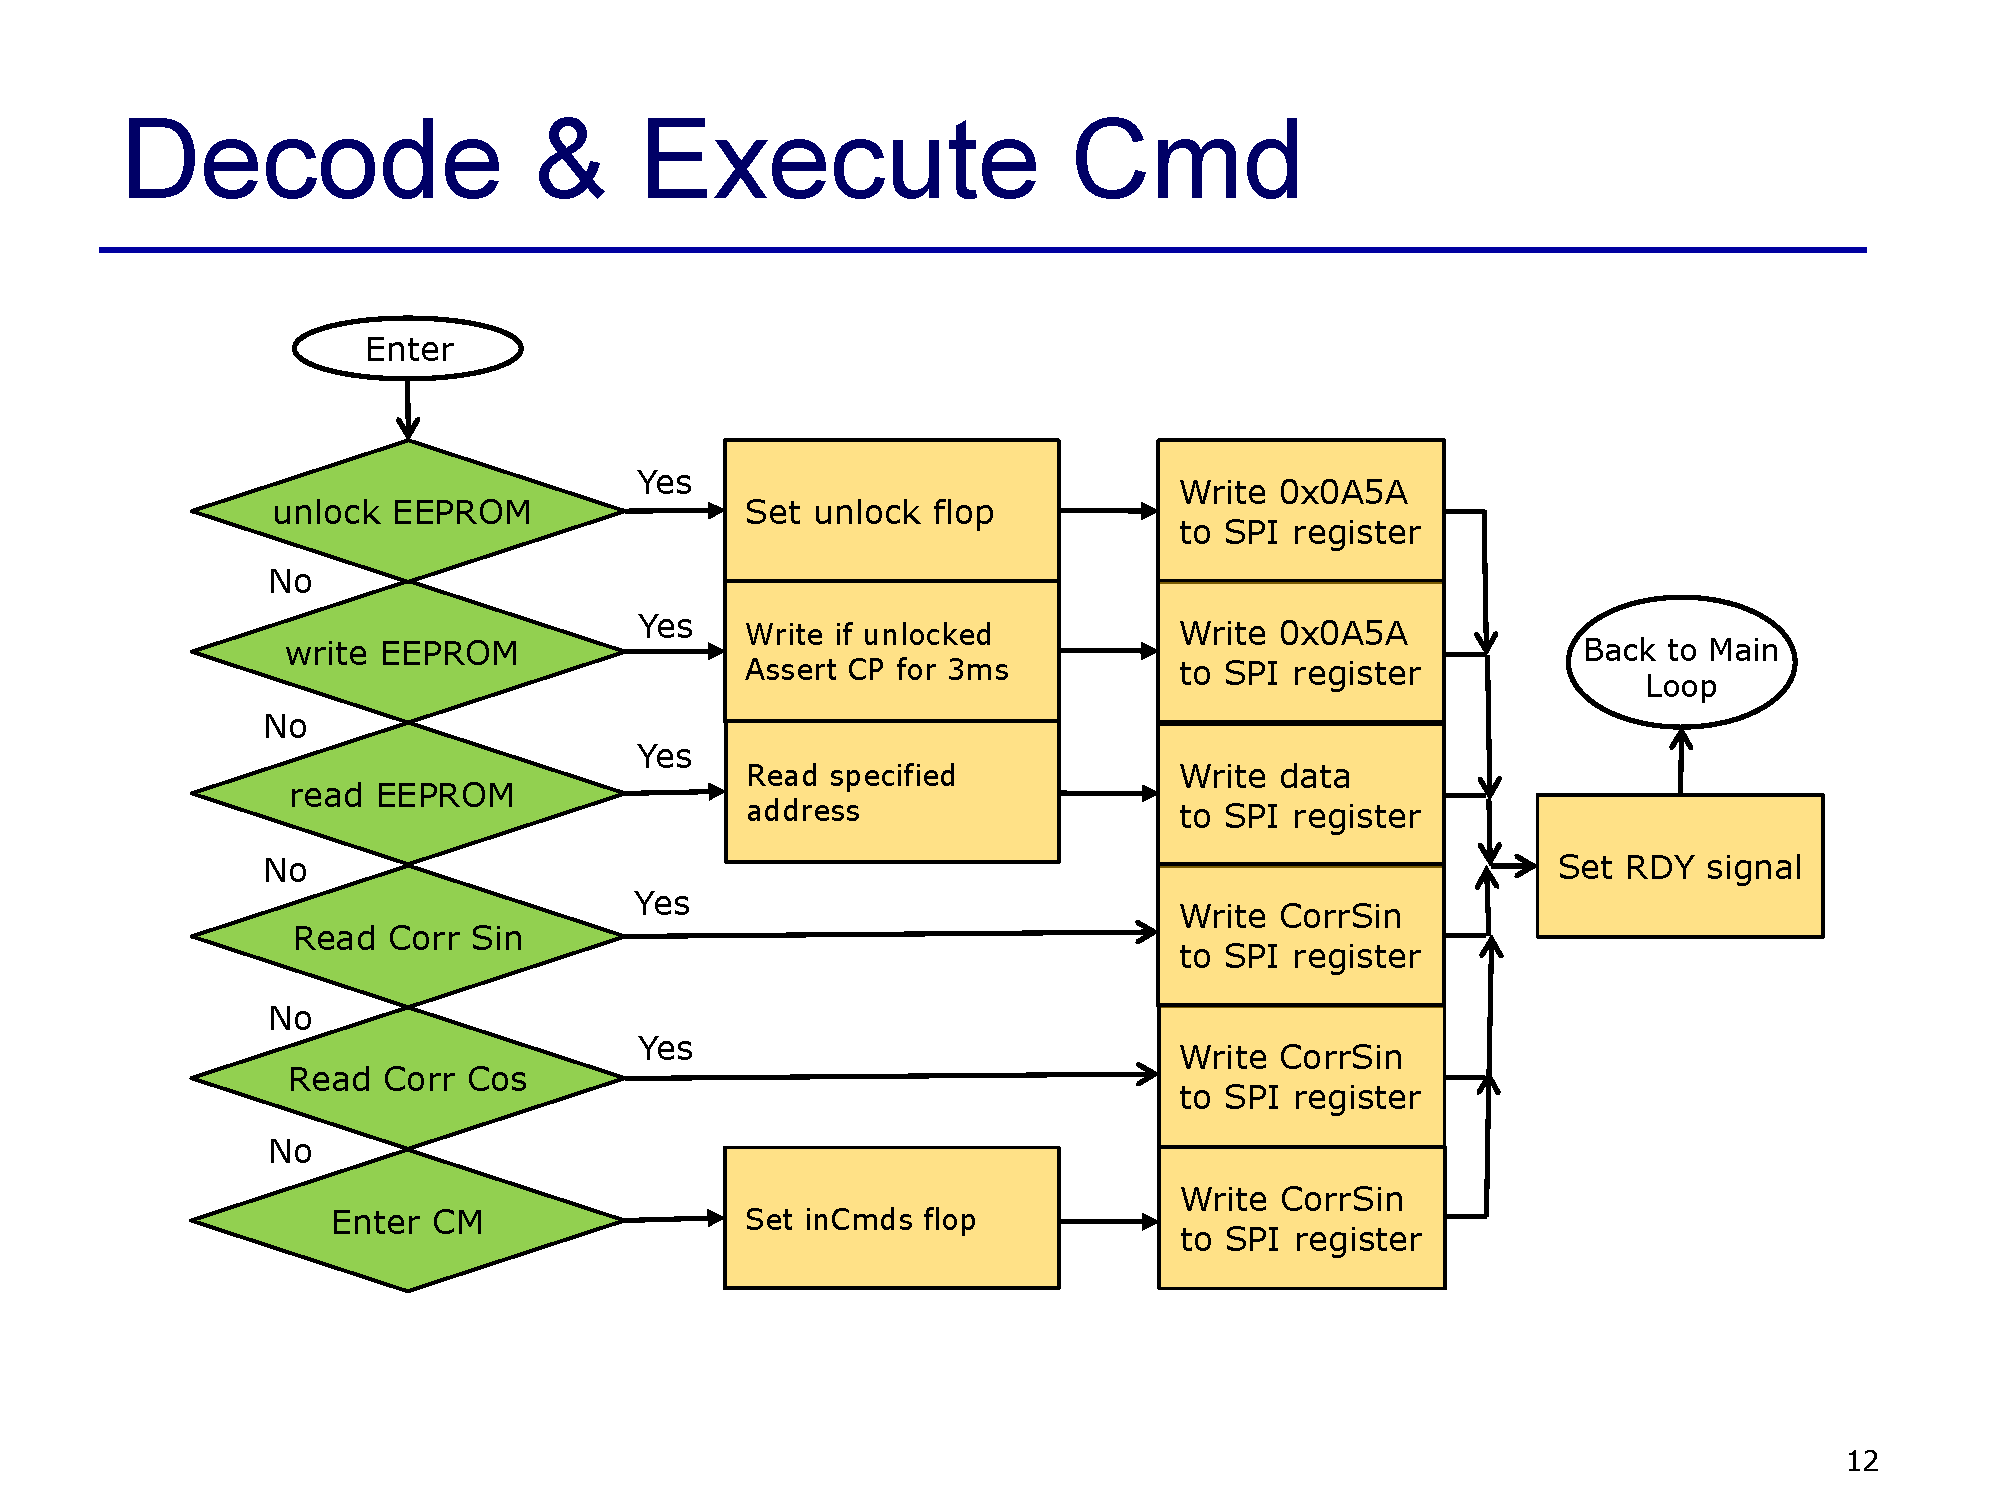 Decode & Execute Cmd
Enter
unlock EEPROM
Yes
Set unlock flop
Write 0x0A5A
to SPI register
No
write EEPROM
Yes
Write if unlocked
Assert CP for 3ms
Write 0x0A5A
to SPI register
No
read EEPROM
Yes
Read specified
address
Write data
to SPI register
No
Read Corr Sin
Yes
Write CorrSin
to SPI register
No
Read Corr Cos
Yes
Write CorrSin
to SPI register
No
Enter CM
Set inCmds flop
Write CorrSin
to SPI register
Set RDY signal
Back to Main
Loop
12